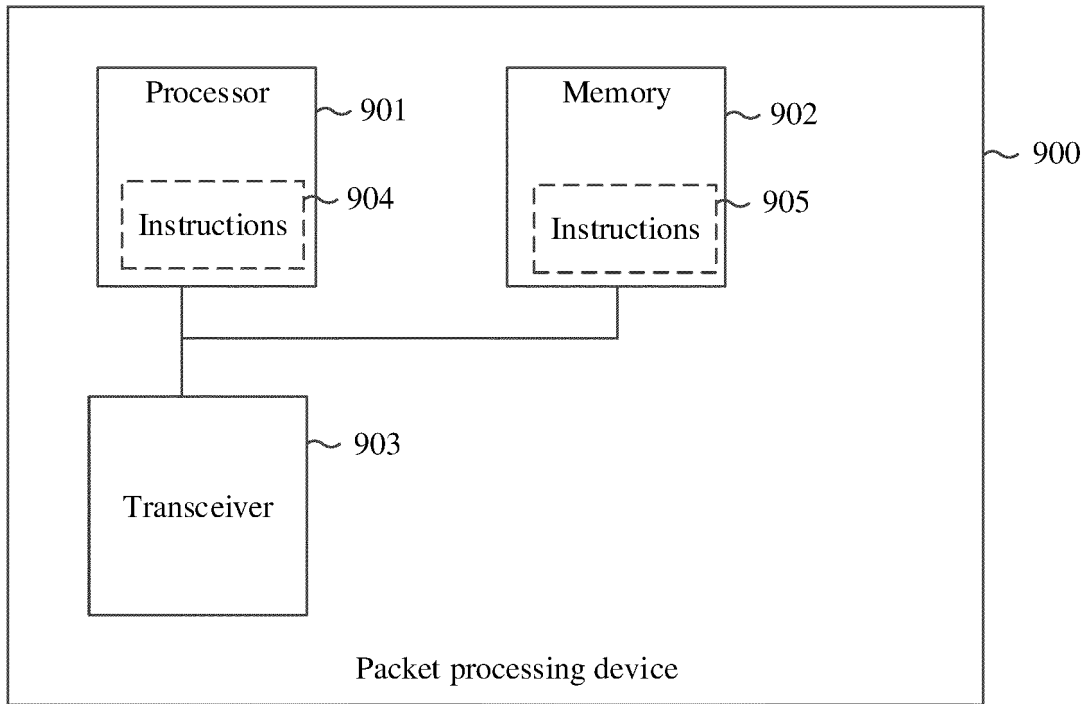 Processor
901
Memory
902
900
904
Instructions
905
Instructions
903
Transceiver
Packet processing device